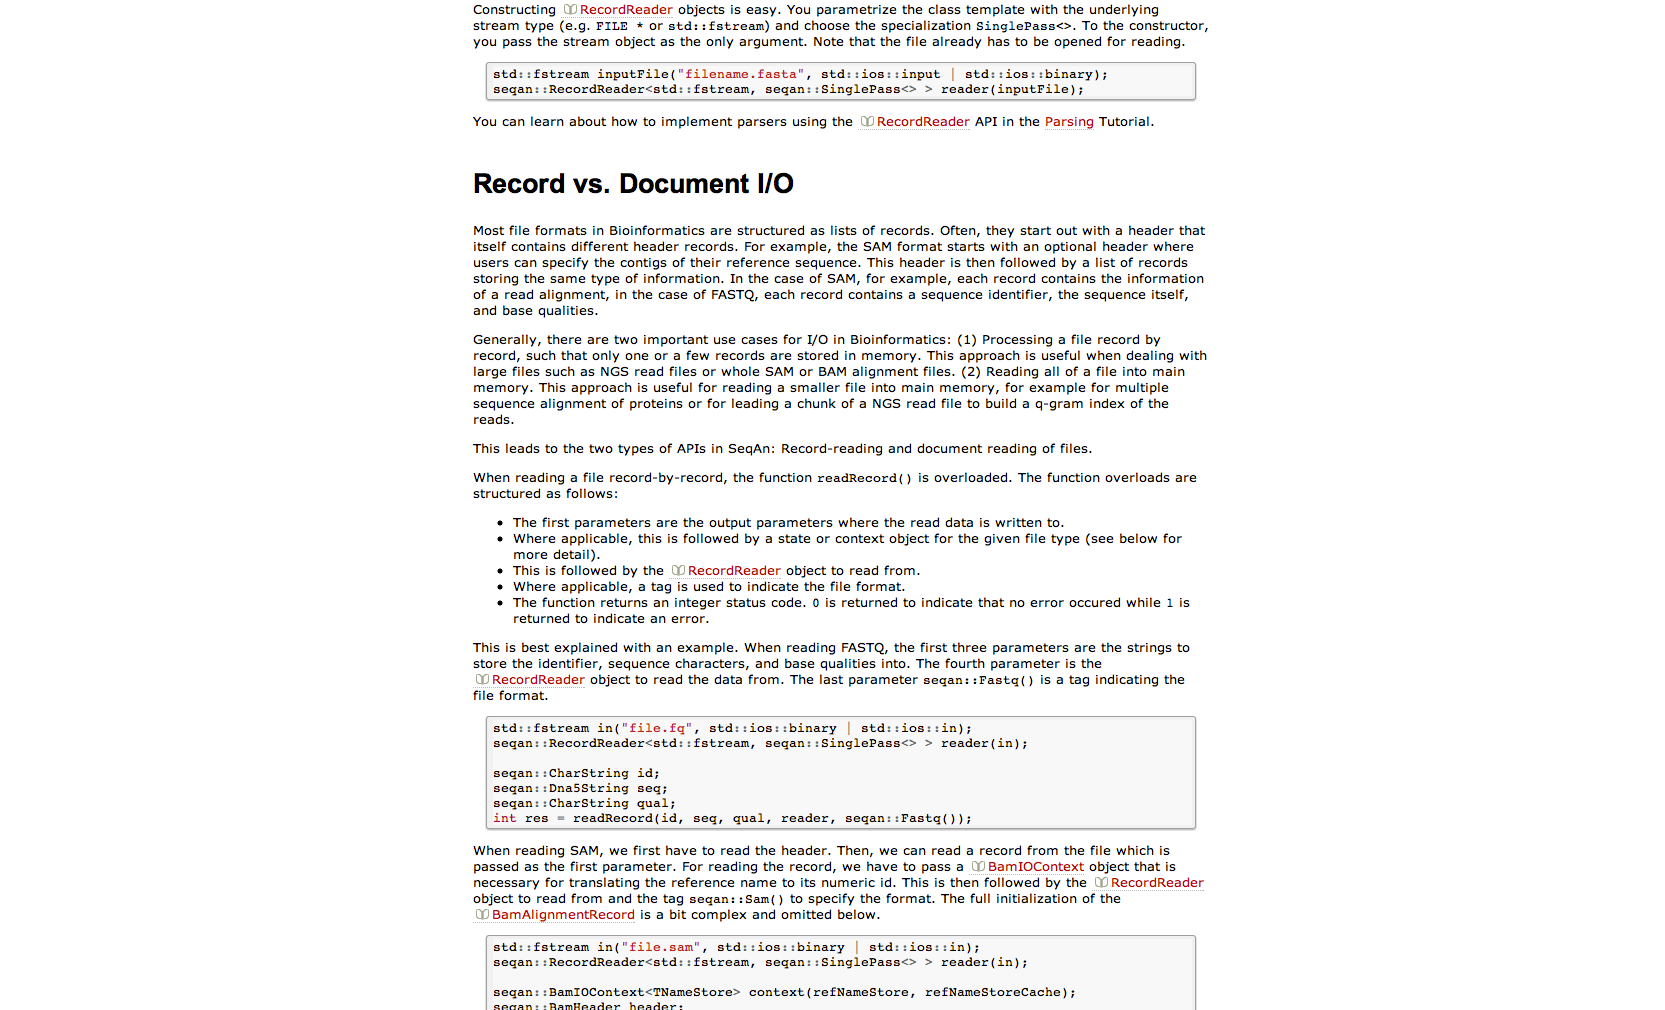 Constructing RecordReader objects is easy. You parametrize the class template with the underlying
stream type (e.g. FILE * or std::fstream) and choose the specialization SinglePass<>. To the constructor,
you pass the stream object as the only argument. Note that the file already has to be opened for reading.
std::fstream inputFile("filename.fasta", std::ios::input | std::ios::binary);
seqan::RecordReader<std::fstream, seqan::SinglePass<> > reader(inputFile);
You can learn about how to implement parsers using the RecordReader API in the Parsing Tutorial.
Record vs. Document I/O
Most file formats in Bioinformatics are structured as lists of records. Often, they start out with a header that
itself contains different header records. For example, the SAM format starts with an optional header where
users can specify the contigs of their reference sequence. This header is then followed by a list of records
storing the same type of information. In the case of SAM, for example, each record contains the information
of a read alignment, in the case of FASTQ, each record contains a sequence identifier, the sequence itself,
and base qualities.
Generally, there are two important use cases for I/O in Bioinformatics: (1) Processing a file record by
record, such that only one or a few records are stored in memory. This approach is useful when dealing with
large files such as NGS read files or whole SAM or BAM alignment files. (2) Reading all of a file into main
memory. This approach is useful for reading a smaller file into main memory, for example for multiple
sequence alignment of proteins or for leading a chunk of a NGS read file to build a q-gram index of the
reads.
This leads to the two types of APIs in SeqAn: Record-reading and document reading of files.
When reading a file record-by-record, the function readRecord() is overloaded. The function overloads are
structured as follows:
• The first parameters are the output parameters where the read data is written to.
• Where applicable, this is followed by a state or context object for the given file type (see below for
more detail).
• This is followed by the RecordReader object to read from.
• Where applicable, a tag is used to indicate the file format.
• The function returns an integer status code. 0 is returned to indicate that no error occured while 1 is
returned to indicate an error.
This is best explained with an example. When reading FASTQ, the first three parameters are the strings to
store the identifier, sequence characters, and base qualities into. The fourth parameter is the
RecordReader object to read the data from. The last parameter seqan::Fastq() is a tag indicating the
file format.
std::fstream in("file.fq", std::ios::binary | std::ios::in);
seqan::RecordReader<std::fstream, seqan::SinglePass<> > reader(in);
seqan::CharString id;
seqan::Dna5String seq;
seqan::CharString qual;
int res = readRecord(id, seq, qual, reader, seqan::Fastq());
When reading SAM, we first have to read the header. Then, we can read a record from the file which is
passed as the first parameter. For reading the record, we have to pass a BamIOContext object that is
necessary for translating the reference name to its numeric id. This is then followed by the RecordReader
object to read from and the tag seqan::Sam() to specify the format. The full initialization of the
BamAlignmentRecord is a bit complex and omitted below.
std::fstream in("file.sam", std::ios::binary | std::ios::in);
seqan::RecordReader<std::fstream, seqan::SinglePass<> > reader(in);
seqan::BamIOContext<TNameStore> context(refNameStore, refNameStoreCache);
seqan::BamHeader header;